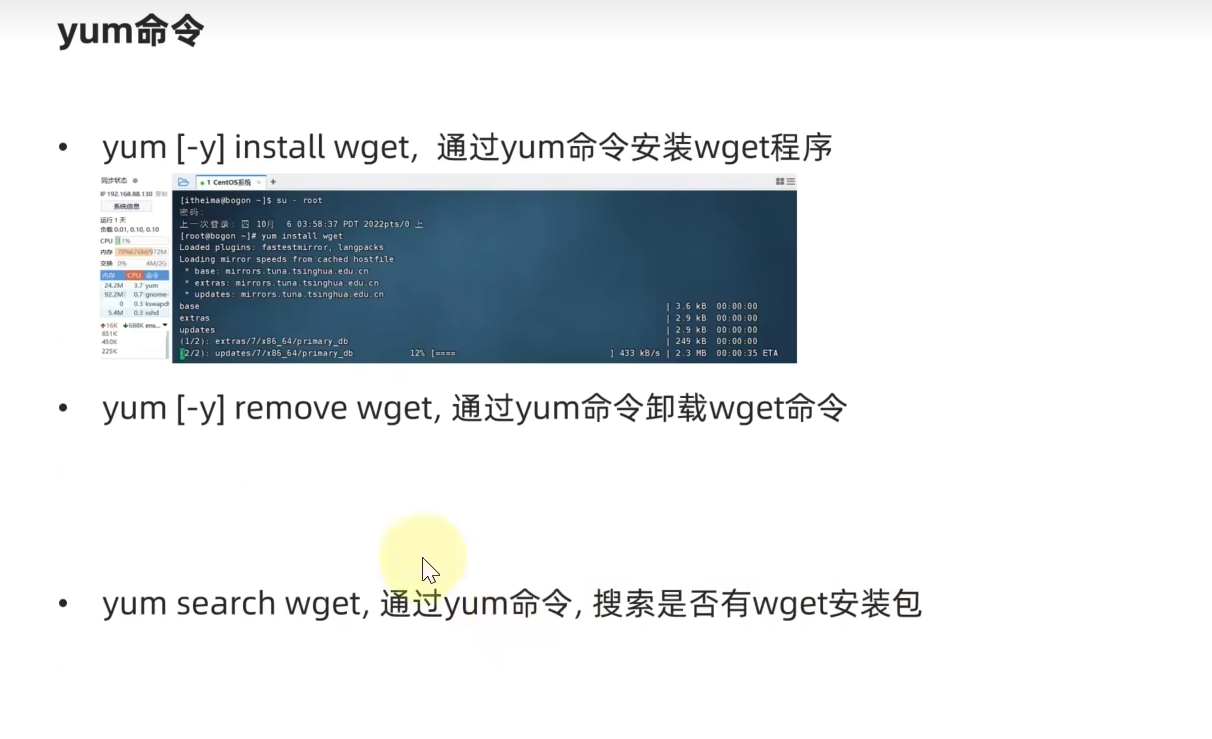 yum命令
• yum [-y] install wget, 通过yum命令安装wget程序
同步状态
IP 192.168.88.130 复制
系统信息
运行 1 天
负载 0.01, 0.10, 0.10
CPU 1%
内存 70% 676M/972M
交换 0% 4M/2G
内存 CPU 命令
24.2M 3.7 yum
92.2M 0.7 gnome-
0 0.3 kswapd
5.4M 0.3 sshd
↑16K ↓688K ens...
651K
450K
225K
1 CentOS系统 × +
[itheima@bogon ~]$ su - root
密码:
上一次登录: 四 10月 6 03:58:37 PDT 2022pts/0 上
[root@bogon ~]# yum install wget
Loaded plugins: fastestmirror, langpacks
Loading mirror speeds from cached hostfile
* base: mirrors.tuna.tsinghua.edu.cn
* extras: mirrors.tuna.tsinghua.edu.cn
* updates: mirrors.tuna.tsinghua.edu.cn
base | 3.6 kB 00:00:00
extras | 2.9 kB 00:00:00
updates | 2.9 kB 00:00:00
(1/2): extras/7/x86_64/primary_db | 249 kB 00:00:00
(2/2): updates/7/x86_64/primary_db 12% [==== ] 433 kB/s | 2.3 MB 00:00:35 ETA
• yum [-y] remove wget, 通过yum命令卸载wget命令
• yum search wget, 通过yum命令, 搜索是否有wget安装包